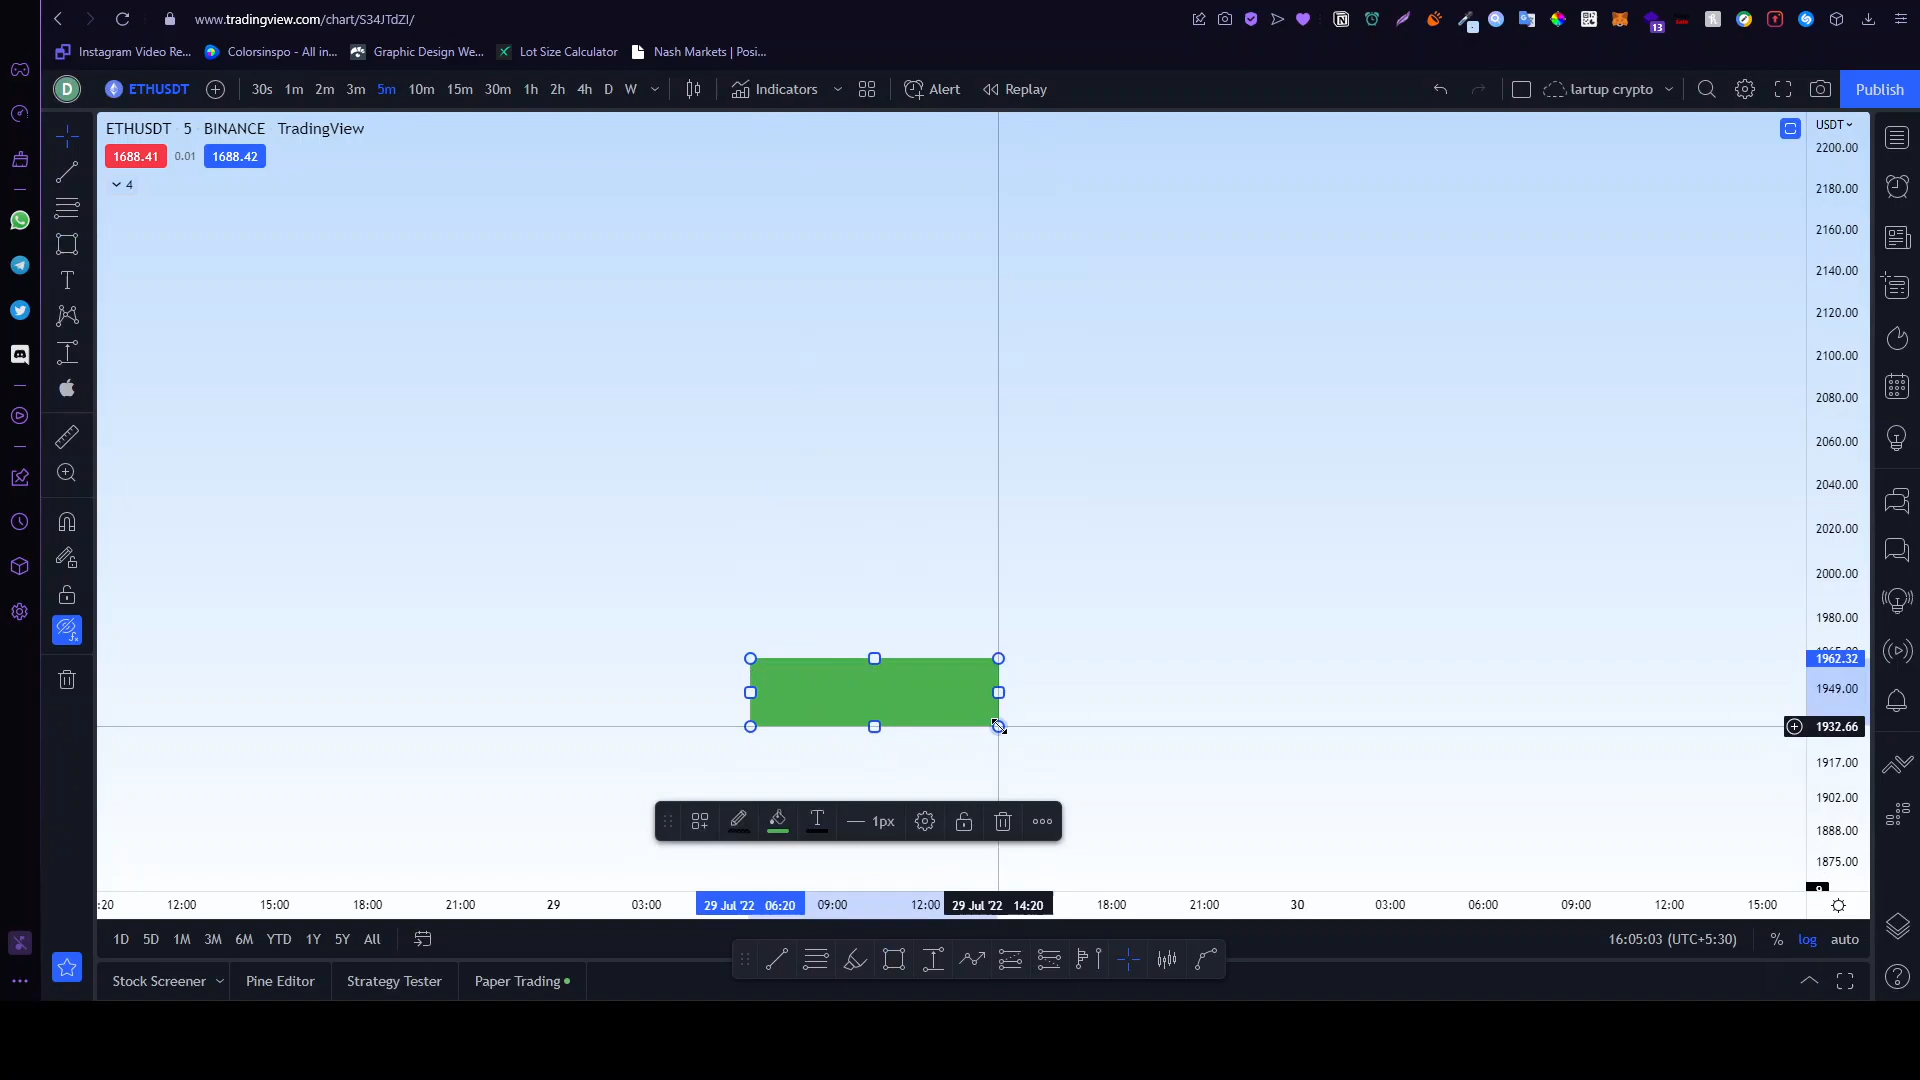 www.tradingview.com/chart/S34JTdZI/
13
Instagram Video Re... Colorsinspo - All in... Graphic Design We... Lot Size Calculator Nash Markets | Posi...
D ETHUSDT 30s 1m 2m 3m 5m 10m 15m 30m 1h 2h 4h D W Indicators Alert Replay lartup crypto Publish
ETHUSDT 5 BINANCE TradingView
USDT
1688.41 0.01 1688.42
4
2200.00
2180.00
2160.00
2140.00
2120.00
2100.00
2080.00
2060.00
2040.00
2020.00
2000.00
1980.00
1962.32
1949.00
1932.66
1917.00
1902.00
1888.00
1875.00
T 1px
:20 12:00 15:00 18:00 21:00 29 03:00 29 Jul '22 06:20 09:00 12:00 29 Jul '22 14:20 18:00 21:00 30 03:00 06:00 09:00 12:00 15:00
1D 5D 1M 3M 6M YTD 1Y 5Y All 16:05:03 (UTC+5:30) % log auto
Stock Screener Pine Editor Strategy Tester Paper Trading